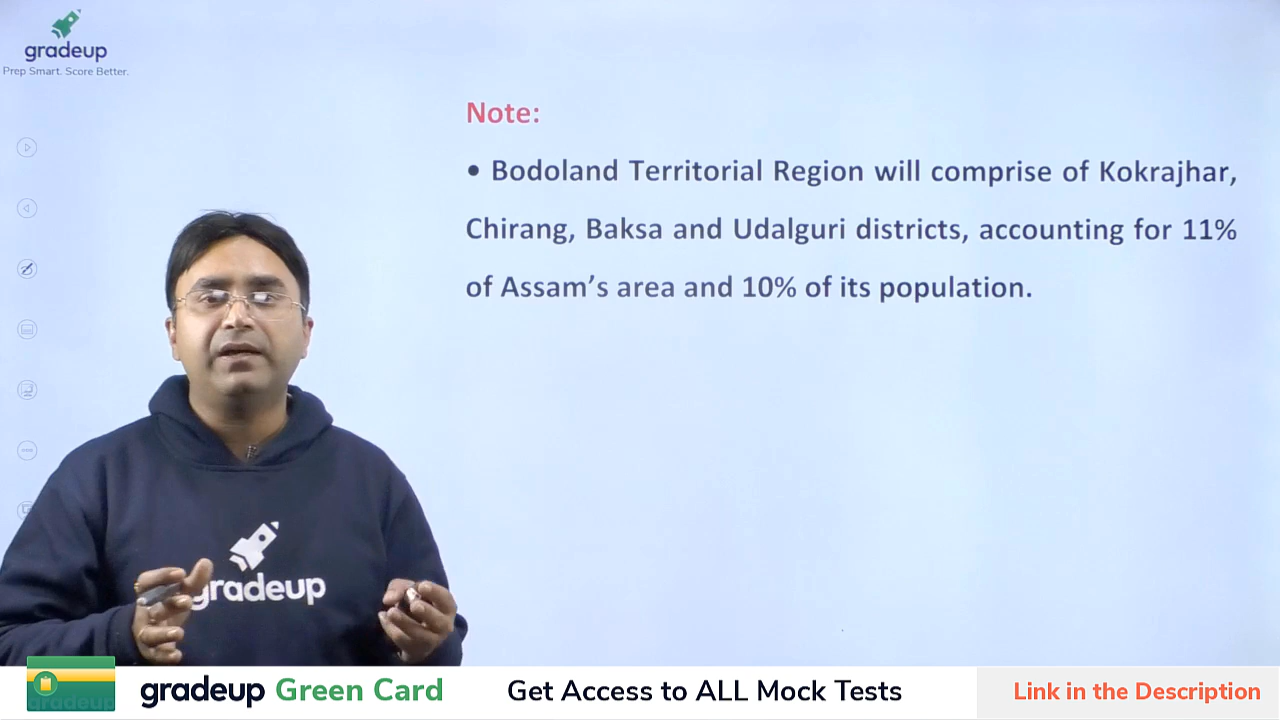 gradeup
Prep Smart. Score Better.
Note:
• Bodoland Territorial Region will comprise of Kokrajhar,
Chirang, Baksa and Udalguri districts, accounting for 11%
of Assam’s area and 10% of its population.
gradeup
gradeup
gradeup Green Card
Get Access to ALL Mock Tests
Link in the Description